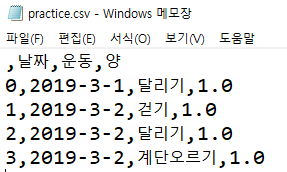 practice.csv - Windows 메모장
파일(F) 편집(E) 서식(O) 보기(V) 도움말
,날짜,운동,양
0,2019-3-1,달리기,1.0
1,2019-3-2,걷기,1.0
2,2019-3-2,달리기,1.0
3,2019-3-2,계단오르기,1.0